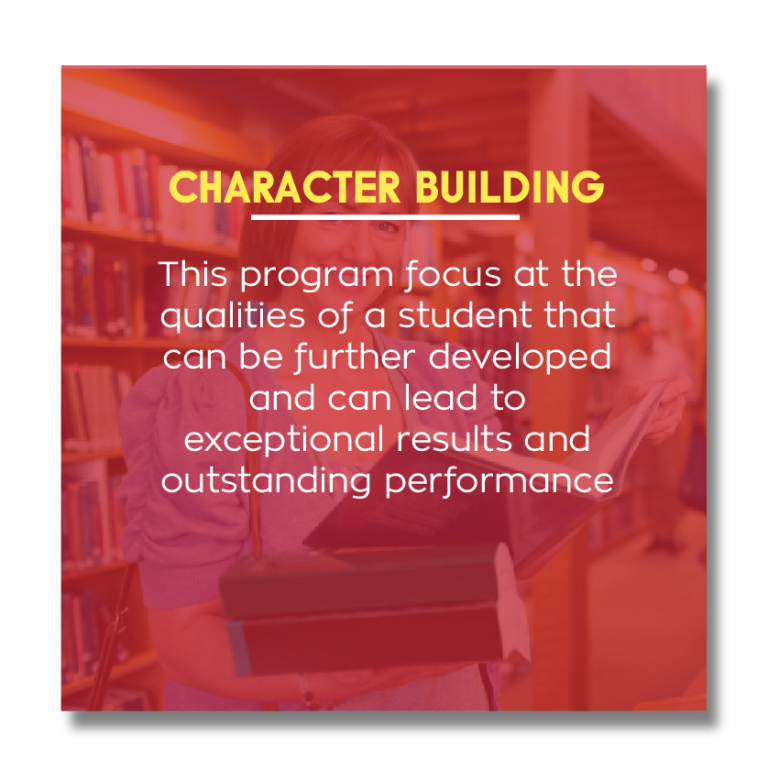 CHARACTER BUILDING
This program focus at the
qualities of a student that
can be further developed
and can lead to
exceptional results and
outstanding performance